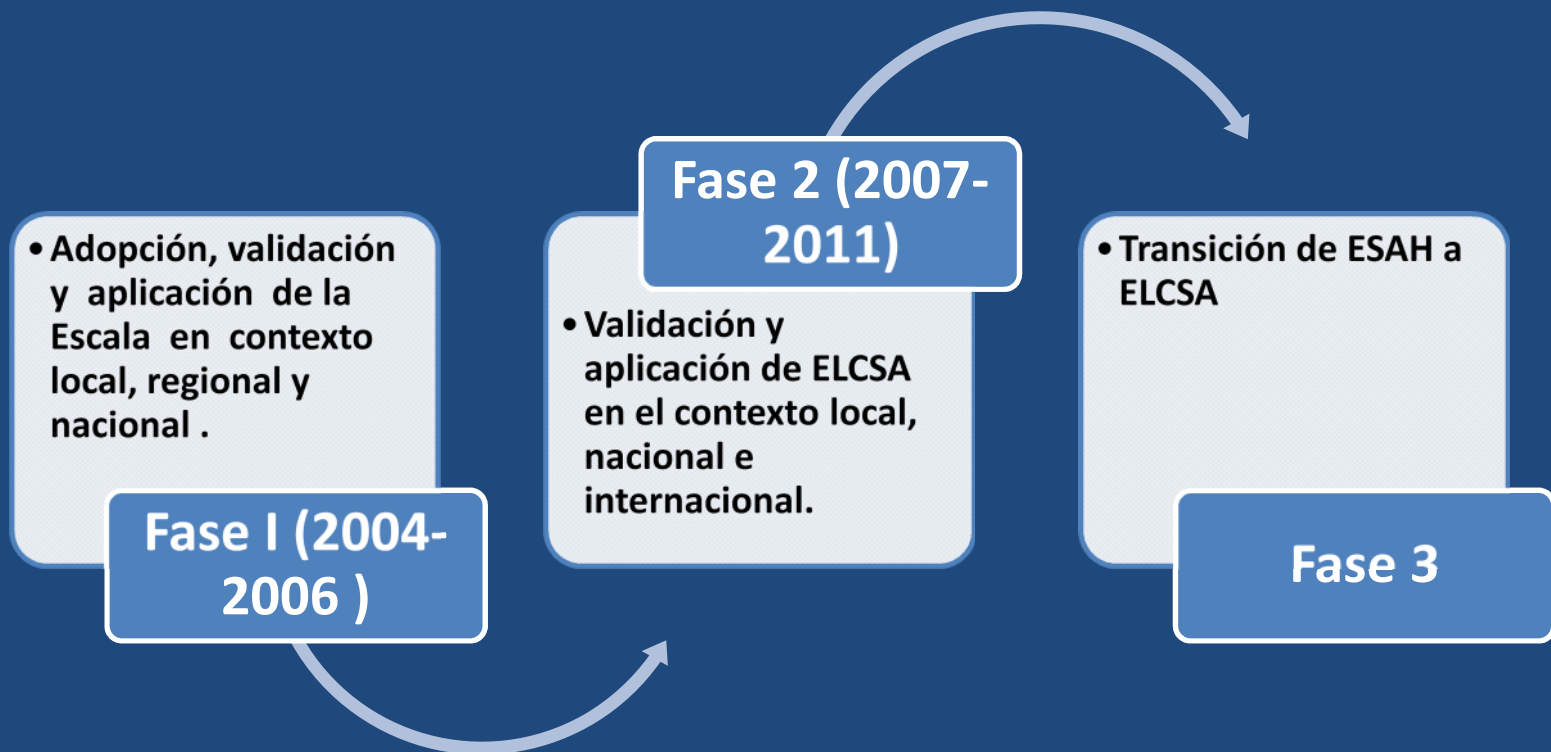 • Adopción, validación
y aplicación de la
Escala en contexto
local, regional y
nacional .
Fase I (2004-
2006 )
Fase 2 (2007-
2011)
• Validación y
aplicación de ELCSA
en el contexto local,
nacional e
internacional.
• Transición de ESAH a
ELCSA
Fase 3